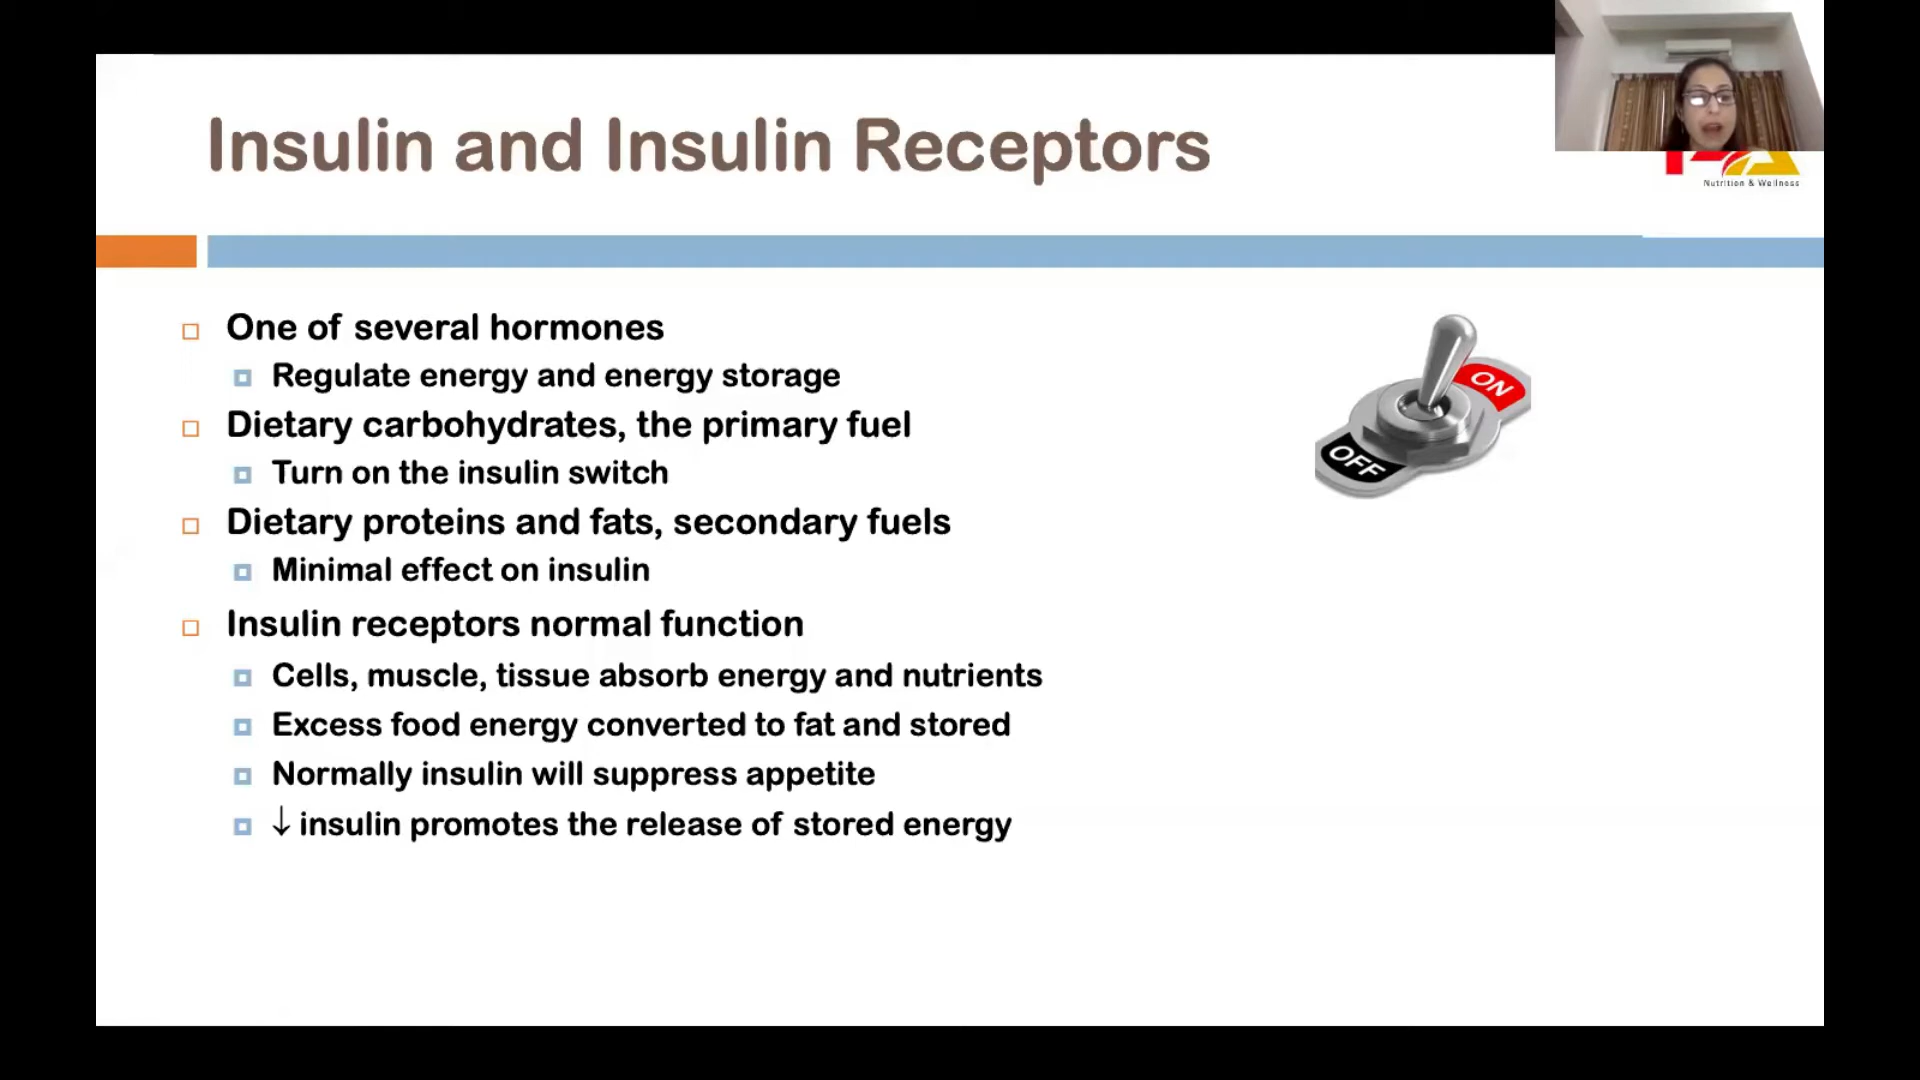 Insulin and Insulin Receptors
Nutrition & Wellness
One of several hormones
Regulate energy and energy storage
Dietary carbohydrates, the primary fuel
Turn on the insulin switch
Dietary proteins and fats, secondary fuels
Minimal effect on insulin
Insulin receptors normal function
Cells, muscle, tissue absorb energy and nutrients
Excess food energy converted to fat and stored
Normally insulin will suppress appetite
↓ insulin promotes the release of stored energy
ON
OFF